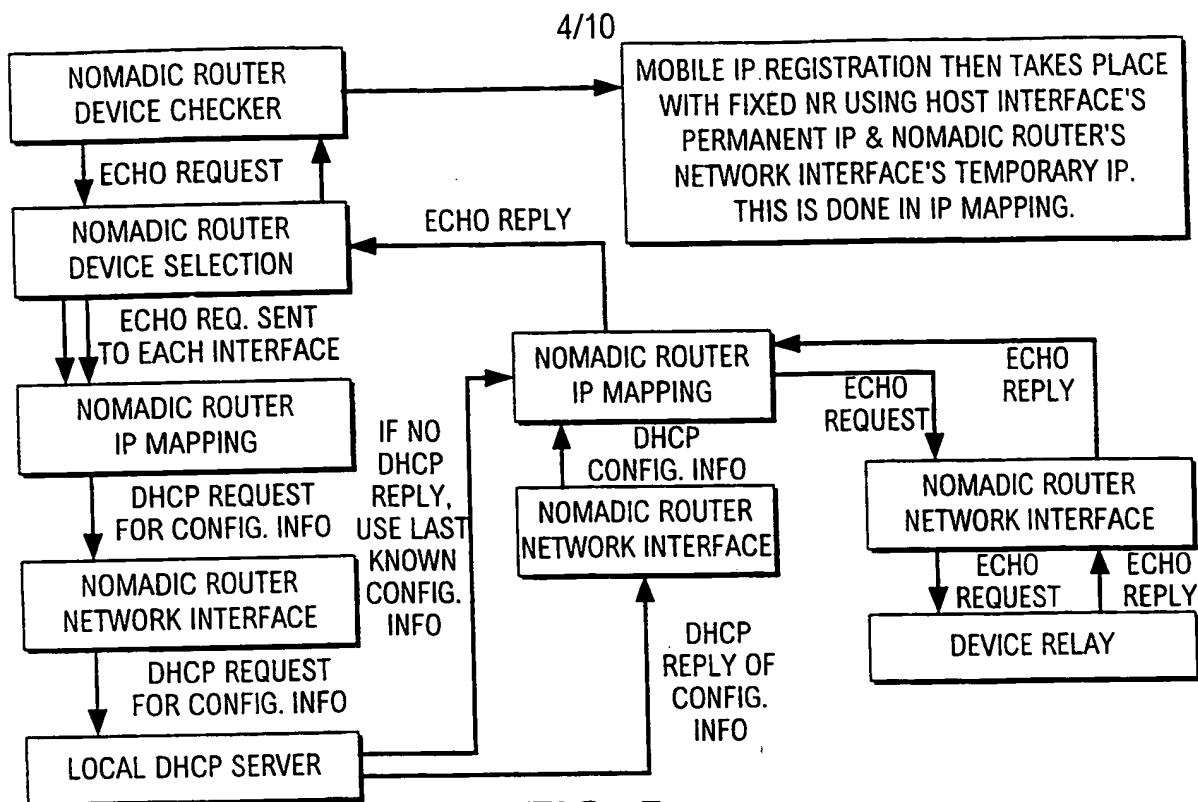 4/10
NOMADIC ROUTER
DEVICE CHECKER
MOBILE IP REGISTRATION THEN TAKES PLACE
WITH FIXED NR USING HOST INTERFACE'S
PERMANENT IP & NOMADIC ROUTER'S
NETWORK INTERFACE'S TEMPORARY IP.
THIS IS DONE IN IP MAPPING.
ECHO REQUEST
NOMADIC ROUTER
DEVICE SELECTION
ECHO REPLY
ECHO REQ. SENT
TO EACH INTERFACE
NOMADIC ROUTER
IP MAPPING
DHCP REQUEST
FOR CONFIG. INFO
NOMADIC ROUTER
NETWORK INTERFACE
DHCP REQUEST
FOR CONFIG. INFO
LOCAL DHCP SERVER
IF NO
DHCP
REPLY,
USE LAST
KNOWN
CONFIG.
INFO
NOMADIC ROUTER
IP MAPPING
DHCP
CONFIG. INFO
NOMADIC ROUTER
NETWORK INTERFACE
DHCP
REPLY OF
CONFIG.
INFO
ECHO
REQUEST
ECHO
REPLY
NOMADIC ROUTER
NETWORK INTERFACE
ECHO
REQUEST
ECHO
REPLY
DEVICE RELAY